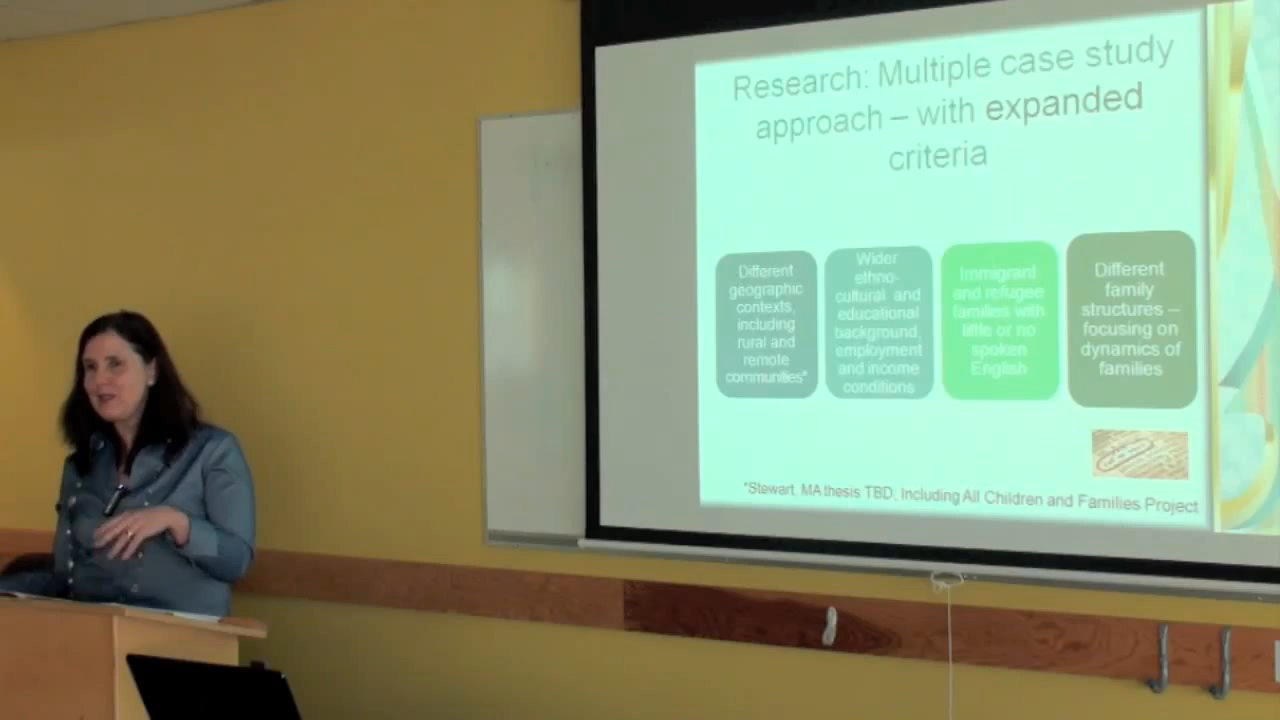 Research: Multiple case study
approach – with expanded
criteria
Different
geographic
contexts,
including
rural and
remote
communities*
Wider
ethno-
cultural and
educational
background,
employment
and income
conditions
Immigrant
and refugee
families with
little or no
spoken
English
Different
family
structures –
focusing on
dynamics of
families
*Stewart, MA thesis TBD; Including All Children and Families Project